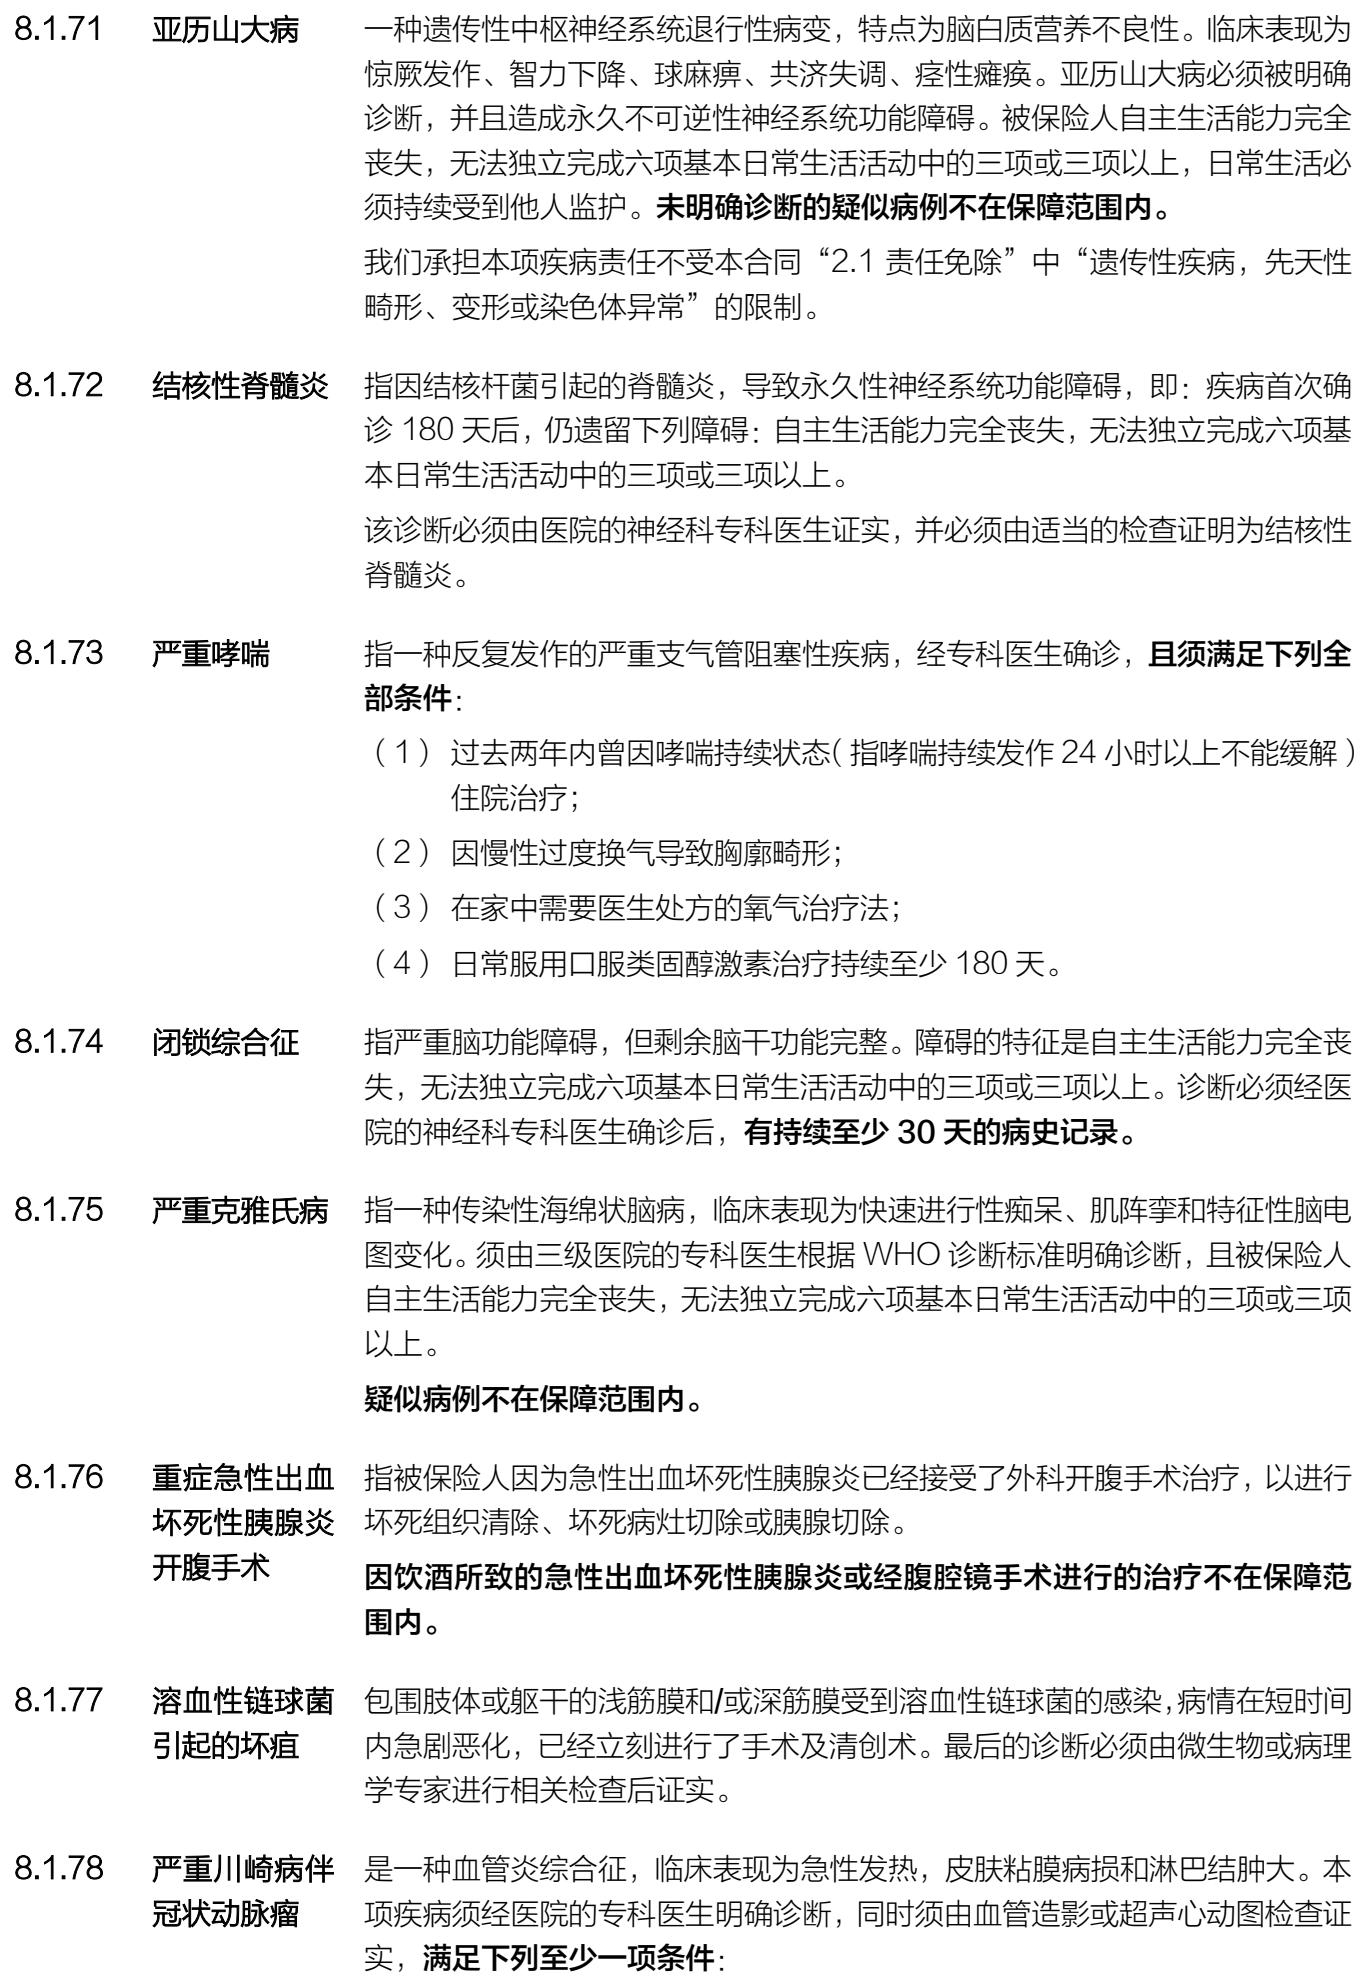 8.1.71 亚历山大病 一种遗传性中枢神经系统退行性病变，特点为脑白质营养不良性。临床表现为
惊厥发作、智力下降、球麻痹、共济失调、痉性瘫痪。亚历山大病必须被明确
诊断，并且造成永久不可逆性神经系统功能障碍。被保险人自主生活能力完全
丧失，无法独立完成六项基本日常生活活动中的三项或三项以上，日常生活必
须持续受到他人监护。未明确诊断的疑似病例不在保障范围内。
我们承担本项疾病责任不受本合同“2.1 责任免除”中“遗传性疾病，先天性
畸形、变形或染色体异常”的限制。
8.1.72 结核性脊髓炎 指因结核杆菌引起的脊髓炎，导致永久性神经系统功能障碍，即：疾病首次确
诊 180 天后，仍遗留下列障碍：自主生活能力完全丧失，无法独立完成六项基
本日常生活活动中的三项或三项以上。
该诊断必须由医院的神经科专科医生证实，并必须由适当的检查证明为结核性
脊髓炎。
8.1.73 严重哮喘 指一种反复发作的严重支气管阻塞性疾病，经专科医生确诊，且须满足下列全
部条件：
（1） 过去两年内曾因哮喘持续状态（指哮喘持续发作 24 小时以上不能缓解）
住院治疗；
（2） 因慢性过度换气导致胸廓畸形；
（3） 在家中需要医生处方的氧气治疗法；
（4） 日常服用口服类固醇激素治疗持续至少 180 天。
8.1.74 闭锁综合征 指严重脑功能障碍，但剩余脑干功能完整。障碍的特征是自主生活能力完全丧
失，无法独立完成六项基本日常生活活动中的三项或三项以上。诊断必须经医
院的神经科专科医生确诊后，有持续至少 30 天的病史记录。
8.1.75 严重克雅氏病 指一种传染性海绵状脑病，临床表现为快速进行性痴呆、肌阵挛和特征性脑电
图变化。须由三级医院的专科医生根据 WHO 诊断标准明确诊断，且被保险人
自主生活能力完全丧失，无法独立完成六项基本日常生活活动中的三项或三项
以上。
疑似病例不在保障范围内。
8.1.76 重症急性出血 指被保险人因为急性出血坏死性胰腺炎已经接受了外科开腹手术治疗，以进行
坏死性胰腺炎 坏死组织清除、坏死病灶切除或胰腺切除。
开腹手术 因饮酒所致的急性出血坏死性胰腺炎或经腹腔镜手术进行的治疗不在保障范
围内。
8.1.77 溶血性链球菌 包围肢体或躯干的浅筋膜和/或深筋膜受到溶血性链球菌的感染，病情在短时间
引起的坏疽 内急剧恶化，已经立刻进行了手术及清创术。最后的诊断必须由微生物或病理
学专家进行相关检查后证实。
8.1.78 严重川崎病伴 是一种血管炎综合征，临床表现为急性发热，皮肤粘膜病损和淋巴结肿大。本
冠状动脉瘤 项疾病须经医院的专科医生明确诊断，同时须由血管造影或超声心动图检查证
实，满足下列至少一项条件：